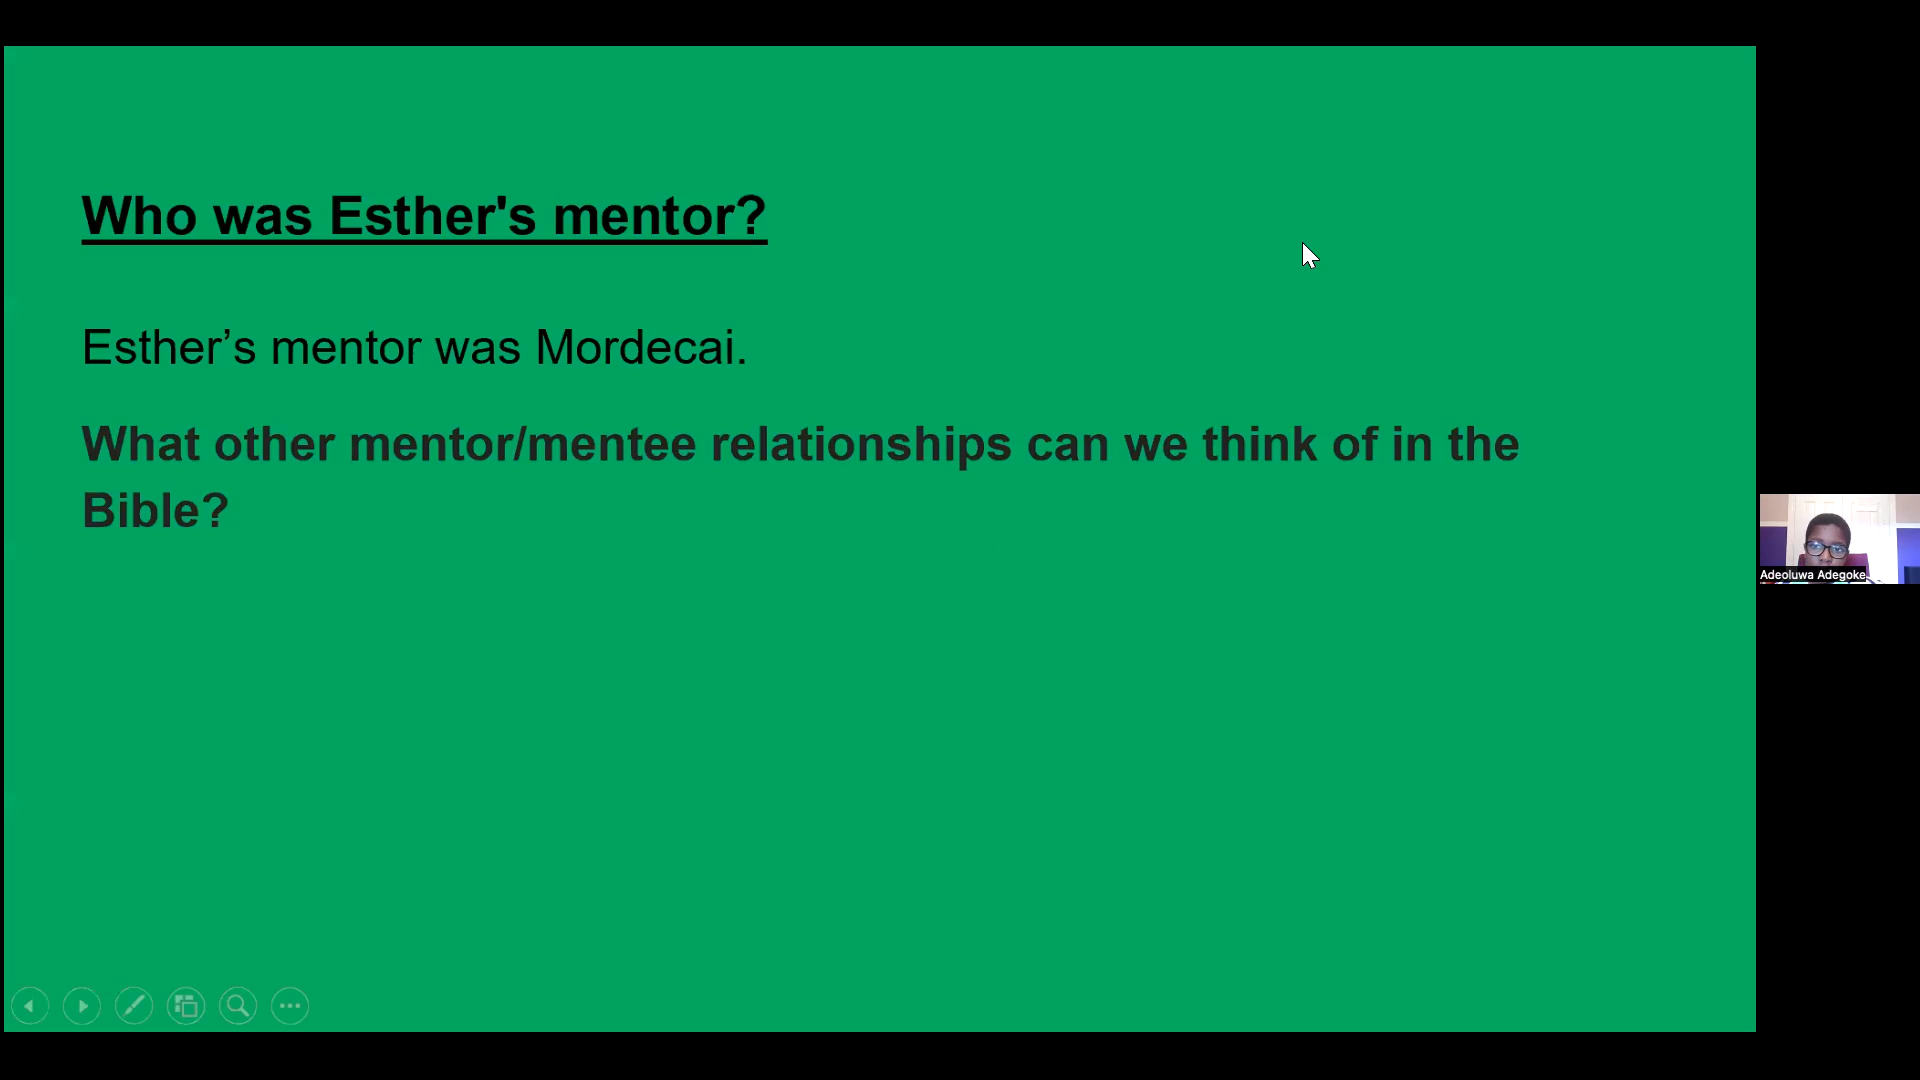 Who was Esther's mentor?
Esther’s mentor was Mordecai.
What other mentor/mentee relationships can we think of in the
Bible?
Adeoluwa Adegoke